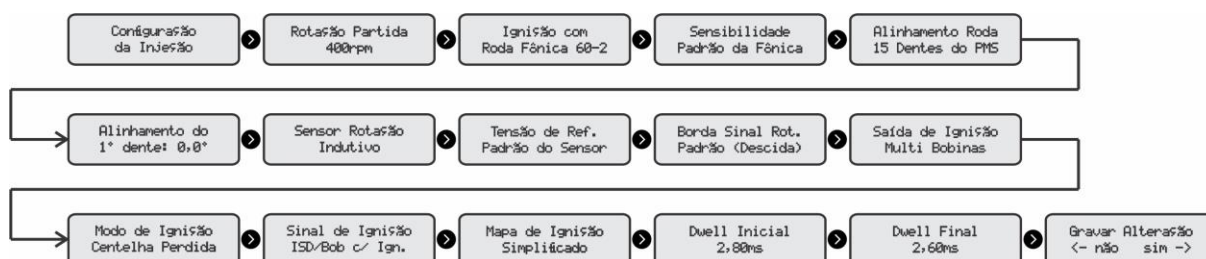 Configuração
da Injeção
Rotação Partida
400rpm
Ignição com
Roda Fônica 60-2
Sensibilidade
Padrão da Fônica
Alinhamento Roda
15 Dentes do PMS
Alinhamento do
1° dente: 0,0°
Sensor Rotação
Indutivo
Tensão de Ref.
Padrão do Sensor
Borda Sinal Rot.
Padrão (Descida)
Saída de Ignição
Multi Bobinas
Modo de Ignição
Centelha Perdida
Sinal de Ignição
ISD/Bob c/ Ign.
Mapa de Ignição
Simplificado
Dwell Inicial
2,80ms
Dwell Final
2,60ms
Gravar Alteração
<- não sim ->